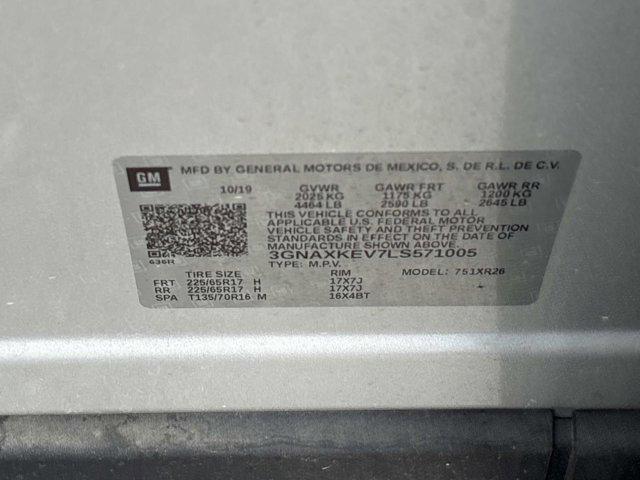 GM
MFD BY GENERAL MOTORS DE MEXICO, S. DE R.L. DE C.V.
10/19 GVWR GAWR FRT GAWR RR
2025 KG 1175 KG 1200 KG
4464 LB 2590 LB 2645 LB
THIS VEHICLE CONFORMS TO ALL
APPLICABLE U.S. FEDERAL MOTOR
VEHICLE SAFETY AND THEFT
PREVENTION STANDARDS IN
EFFECT ON THE DATE OF
MANUFACTURE SHOWN ABOVE.
3GNAXKEV7LS571005
636R TYPE: M.P.V. MODEL: 751XR26
TIRE SIZE RIM
FRT 225/65R17 H 17X7J
RR 225/65R17 H 17X7J
SPA T135/70R16 M 16X4BT